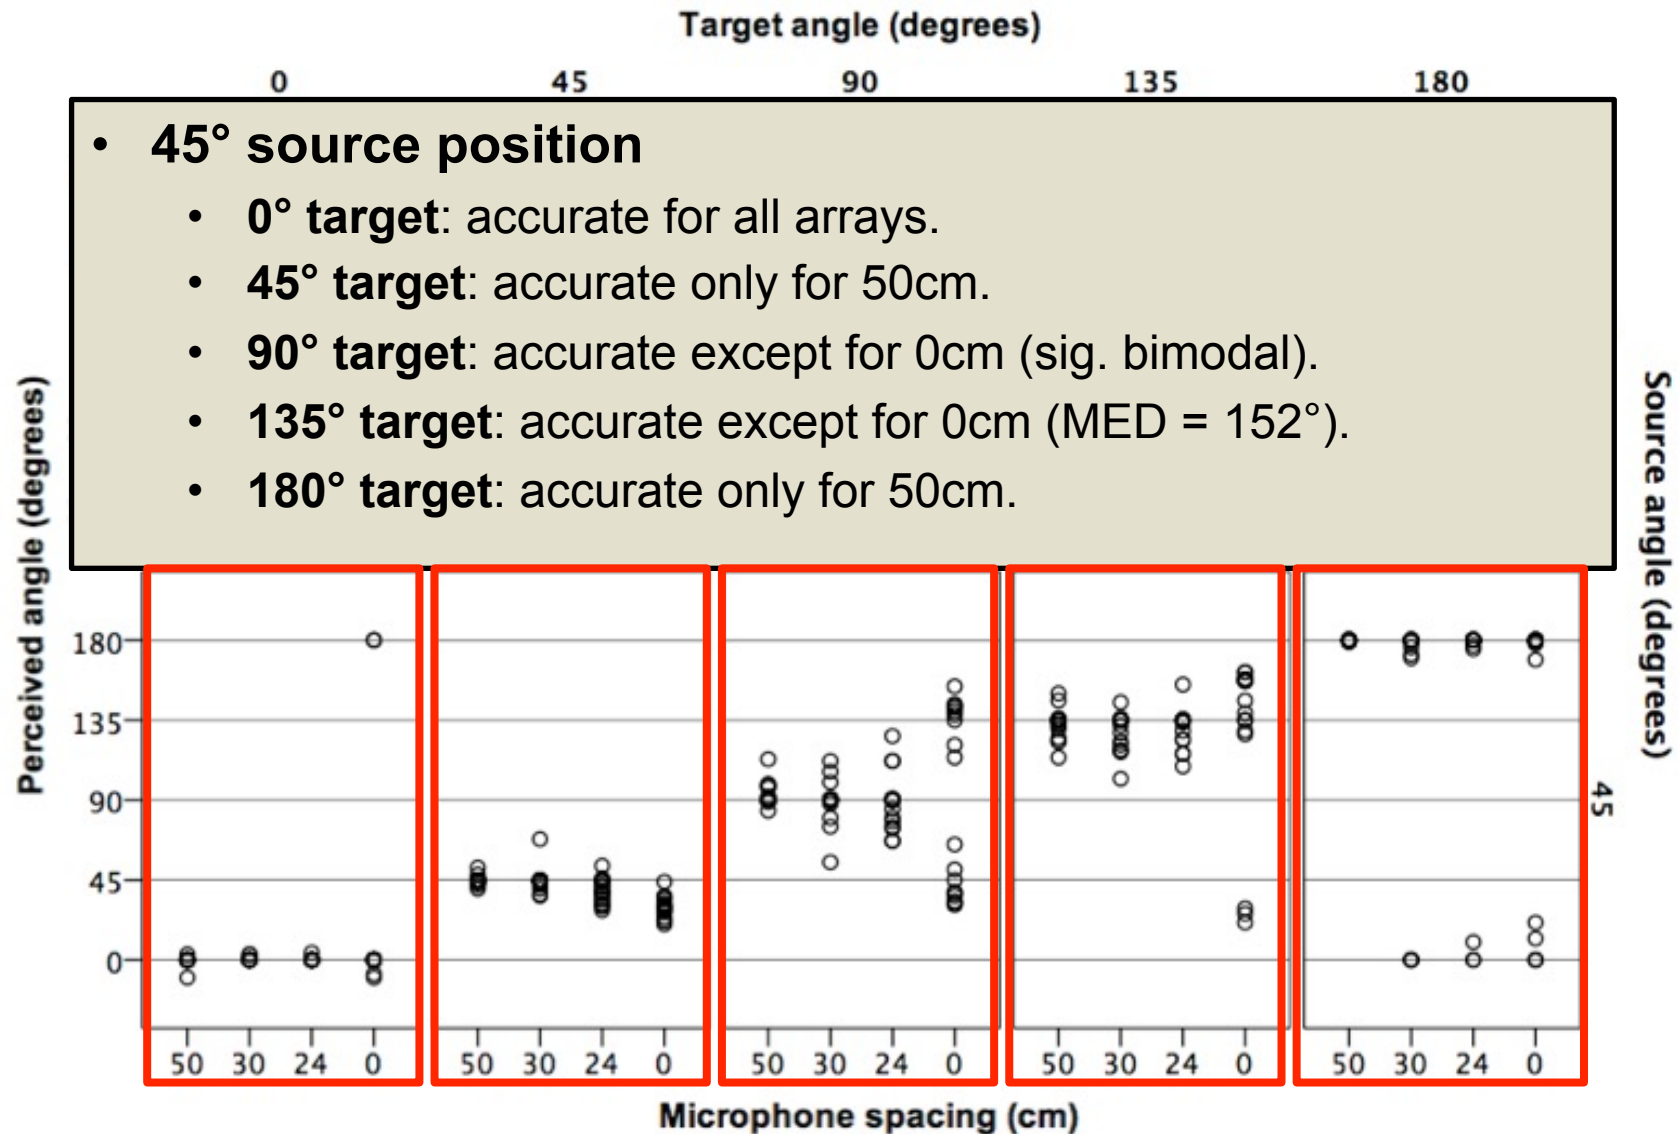 Target angle (degrees)
0 45 90 135 180
• 45° source position
• 0° target: accurate for all arrays.
• 45° target: accurate only for 50cm.
• 90° target: accurate except for 0cm (sig. bimodal).
• 135° target: accurate except for 0cm (MED = 152°).
• 180° target: accurate only for 50cm.
Perceived angle (degrees)
180
135
90
45
0
Source angle (degrees)
45
50 30 24 0 50 30 24 0 50 30 24 0 50 30 24 0 50 30 24 0
Microphone spacing (cm)